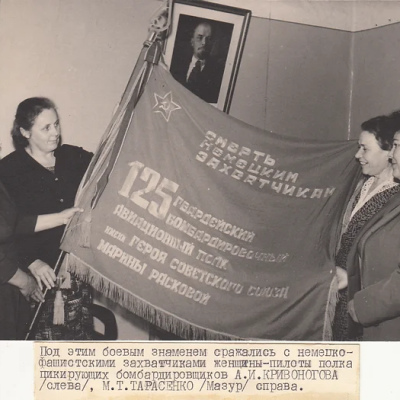 СМЕРТЬ
НЕМЕЦКИМ
ЗАХВАТЧИКАМ
125 ГВАРДЕЙСКИЙ
БОМБАРДИРОВОЧНЫЙ
АВИАЦИОННЫЙ ПОЛК
ИМЕНИ ГЕРОЯ СОВЕТСКОГО СОЮЗА
МАРИНЫ РАСКОВОЙ
Под этим боевым знаменем сражались с немецко-
фашистскими захватчиками женщины-пилоты полка
пикирующих бомбардировщиков А.И.КРИВОНОГОВА
/слева/, М.Т.ТАРАСЕНКО /Мазур/ справа.